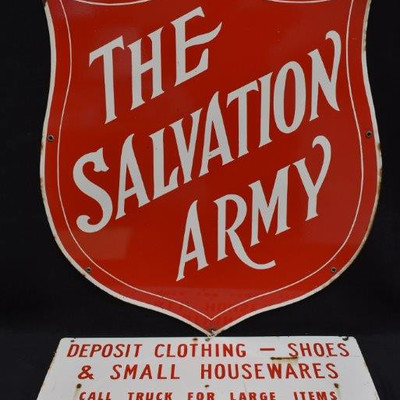 THE
SALVATION
ARMY
DEPOSIT CLOTHING – SHOES
& SMALL HOUSEWARES
CALL TRUCK FOR LARGE ITEMS